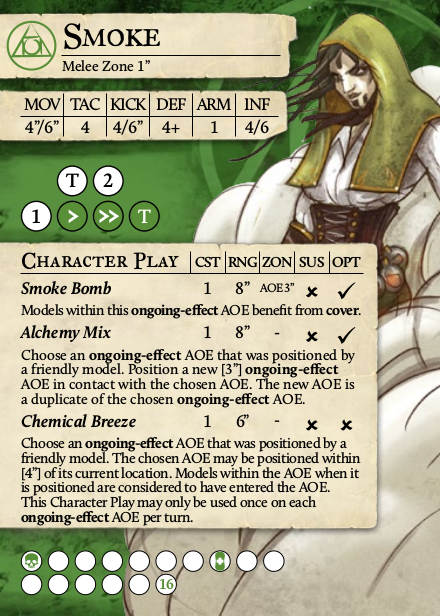 SMOKE
Melee Zone 1”
MOV TAC KICK DEF ARM INF
4”/6” 4 4/6” 4+ 1 4/6
T 2
1 > >> T
CHARACTER PLAY CST RNG ZON SUS OPT
Smoke Bomb 1 8” AOE 3” ✘ ✓
Models within this ongoing-effect AOE benefit from cover.
Alchemy Mix 1 8” - ✘ ✓
Choose an ongoing-effect AOE that was positioned by
a friendly model. Position a new [3”] ongoing-effect
AOE in contact with the chosen AOE. The new AOE is
a duplicate of the chosen ongoing-effect AOE.
Chemical Breeze 1 6” - ✘ ✘
Choose an ongoing-effect AOE that was positioned by a
friendly model. The chosen AOE may be positioned within
[4”] of its current location. Models within the AOE when it
is positioned are considered to have entered the AOE.
This Character Play may only be used once on each
ongoing-effect AOE per turn.
16